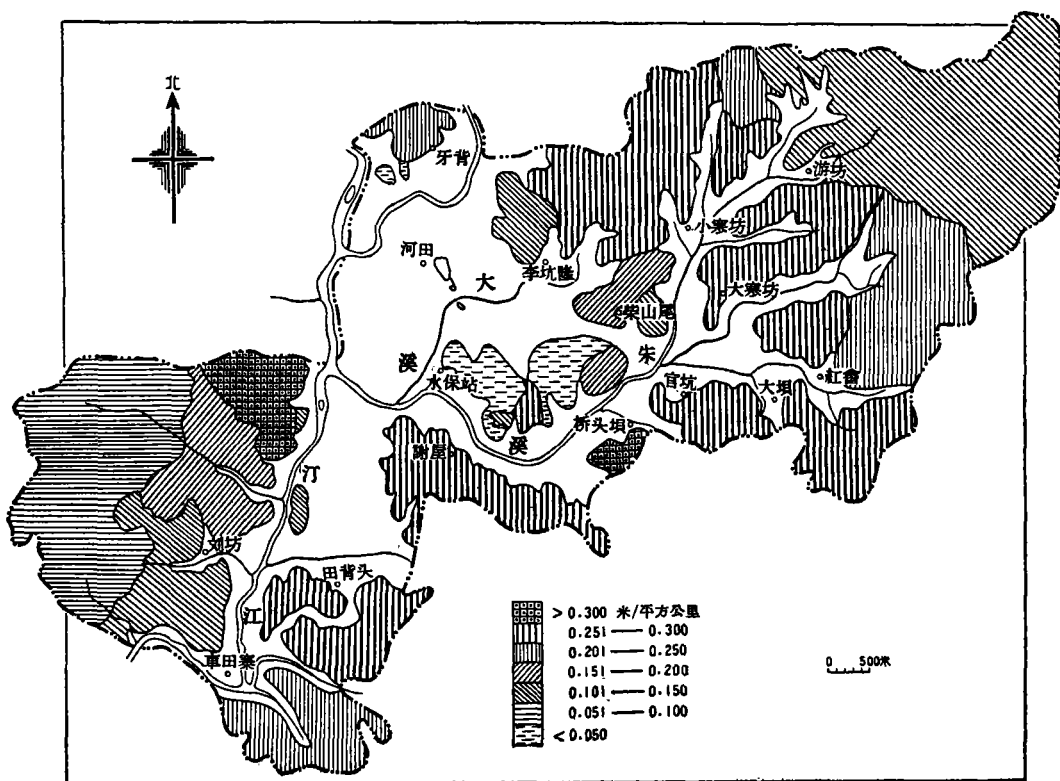 北
牙背
游坊
小寨坊
河田
李坑隆
大
大寨坊
柴山尾
朱
溪
水保站
官坑
大埧
紅畲
桥头埧
溪
謝屋
汀
刘坊
田背头
江
車田寨
>0.300 米/平方公里
0.251——0.300
0.201——0.250
0.151——0.200
0.101——0.150
0.051——0.100
<0.050
0 500米